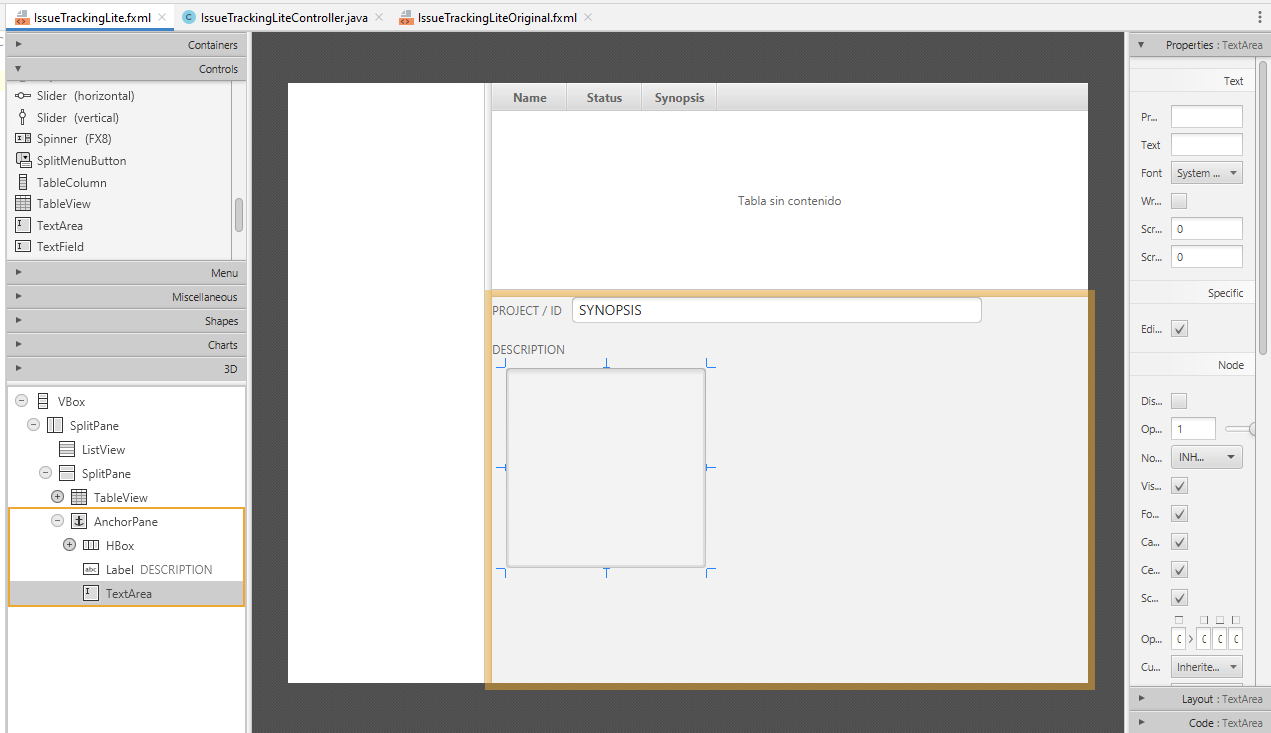 IssueTrackingLite.fxml
IssueTrackingLiteController.java
IssueTrackingLiteOriginal.fxml
Containers
Controls
Slider (horizontal)
Slider (vertical)
Spinner (FX8)
SplitMenuButton
TableColumn
TableView
TextArea
TextField
Menu
Miscellaneous
Shapes
Charts
3D
VBox
SplitPane
ListView
SplitPane
TableView
AnchorPane
HBox
abc Label DESCRIPTION
TextArea
Name Status Synopsis
Tabla sin contenido
PROJECT / ID SYNOPSIS
DESCRIPTION
Properties : TextArea
Text
Pr...
Text
Font System ...
Wr...
Scr... 0
Scr... 0
Specific
Edi...
Node
Dis...
Op... 1
No... INH...
Vis...
Fo...
Ca...
Ce...
Sc...
Op...
Cu... Inherite...
Layout : TextArea
Code : TextArea